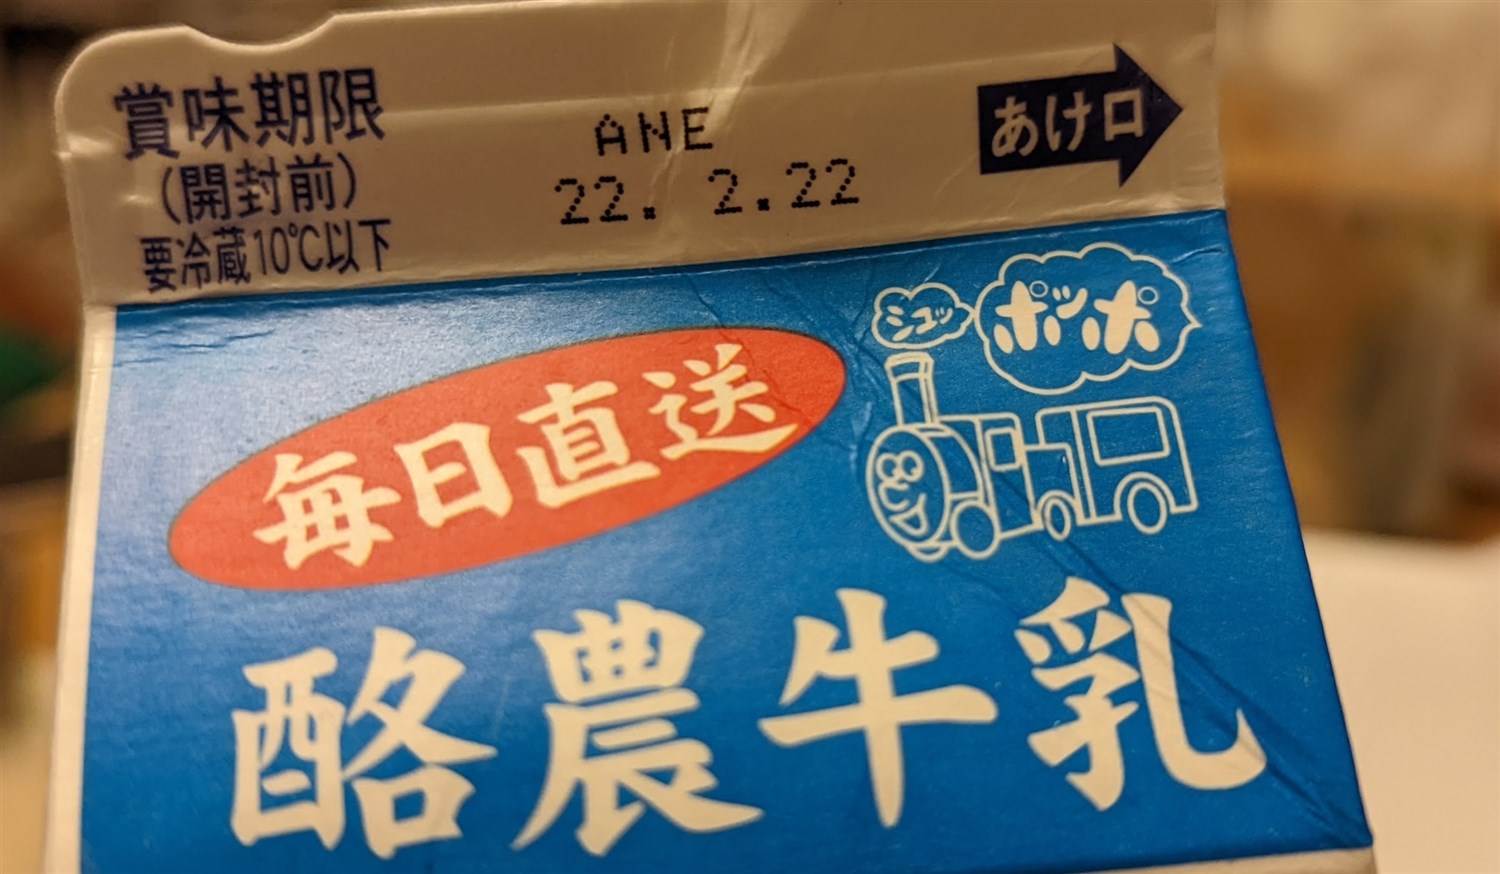 賞味期限
(開封前)
要冷蔵10℃以下
ANE
22. 2.22
あけ口
シュッ
ポッポ
毎日直送
酪農牛乳